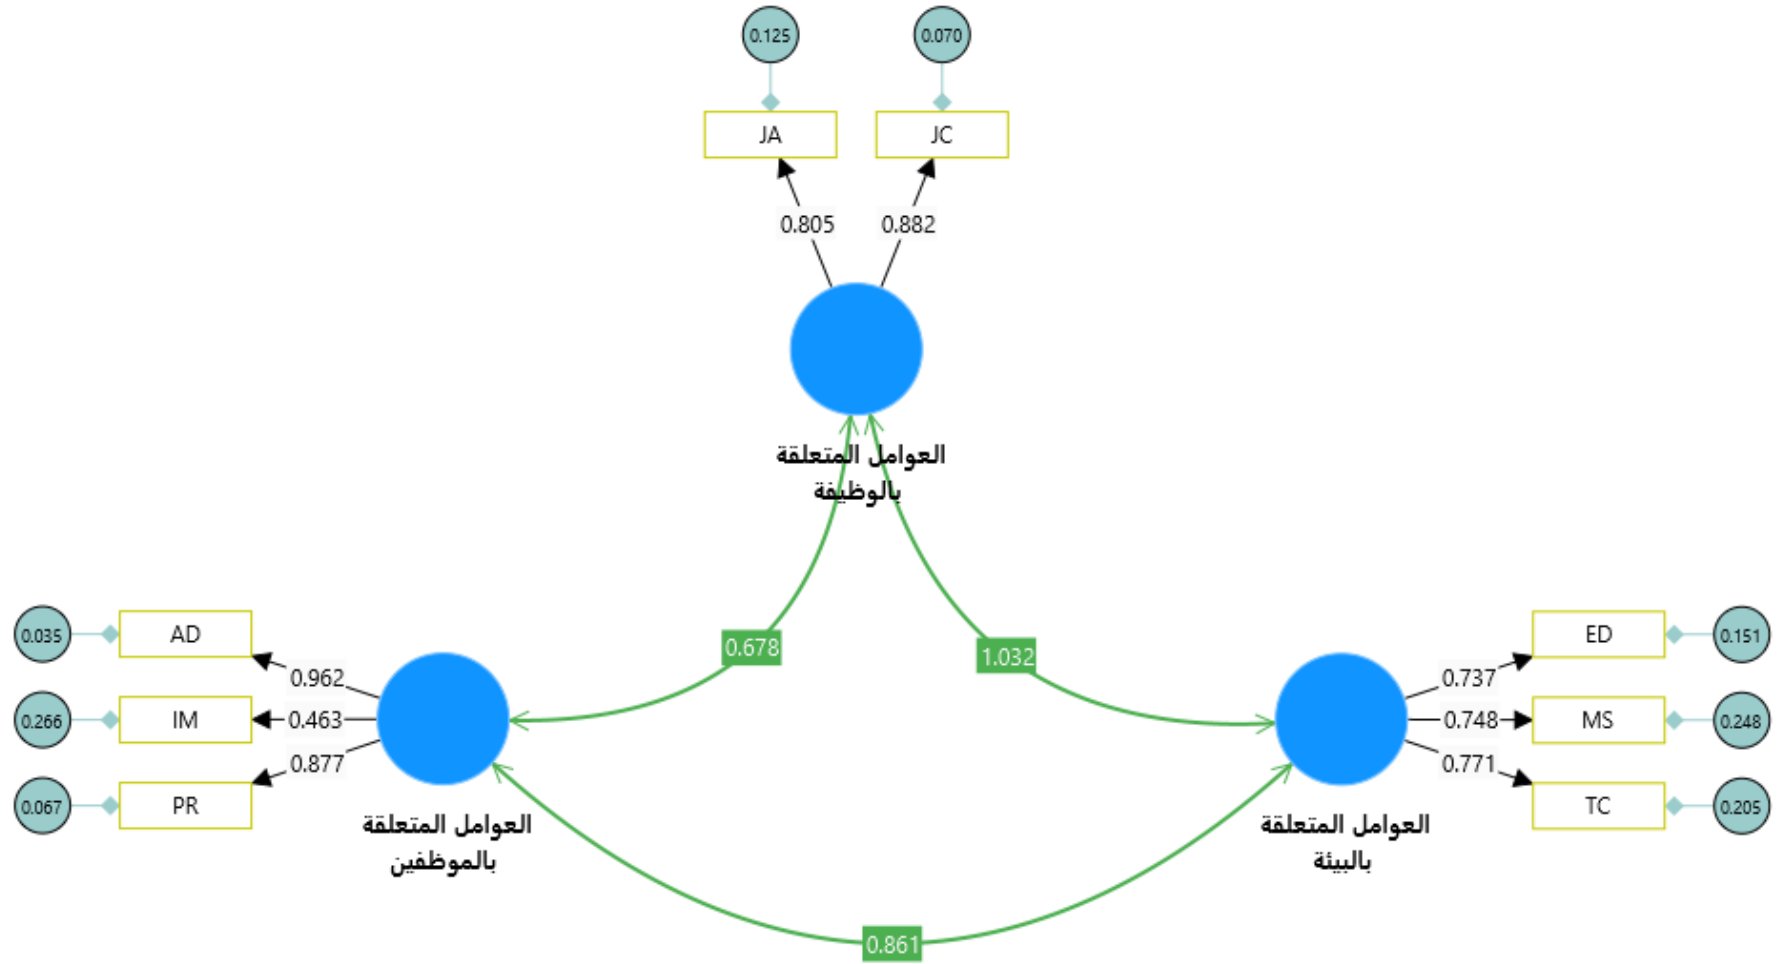 0.125
0.070
JA
JC
0.805
0.882
العوامل المتعلقة
بالوظيفة
0.678
1.032
0.035
AD
0.962
0.266
IM
0.463
0.067
PR
0.877
العوامل المتعلقة
بالموظفين
0.737
ED
0.151
0.748
MS
0.248
0.771
TC
0.205
العوامل المتعلقة
بالبيئة
0.861